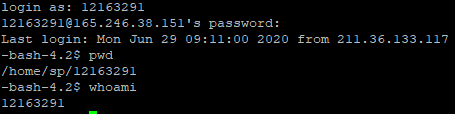 login as: 12163291
12163291@165.246.38.151's password:
Last login: Mon Jun 29 09:11:00 2020 from 211.36.133.117
-bash-4.2$ pwd
/home/sp/12163291
-bash-4.2$ whoami
12163291